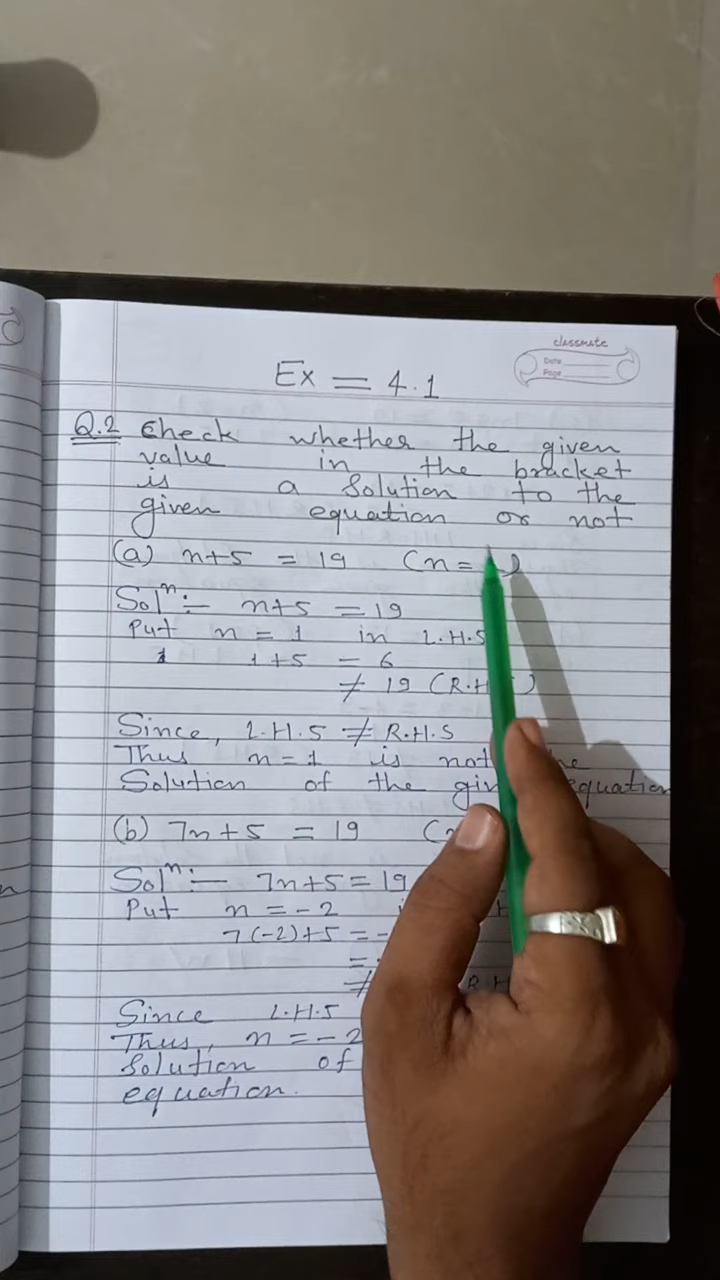 classmate
Date
Page
Ex = 4.1
Q.2 Check whether the given
value in the bracket
is a Solution to the
given equation or not
(a) n+5 = 19 (n=
Solⁿ:- n+5 = 19
Put n = 1 in L.H.S
1 1+5 = 6
≠ 19 (R.H
Since, L.H.S ≠ R.H.S
Thus n=1 is not
Solution of the equation
(b) 7n+5 = 19 (n
Solⁿ:- 7n+5 = 19
Put n = -2
7(-2)+5 = -
=
≠ R.H
Since L.H.S
Thus, n = -2
Solution of
equation.